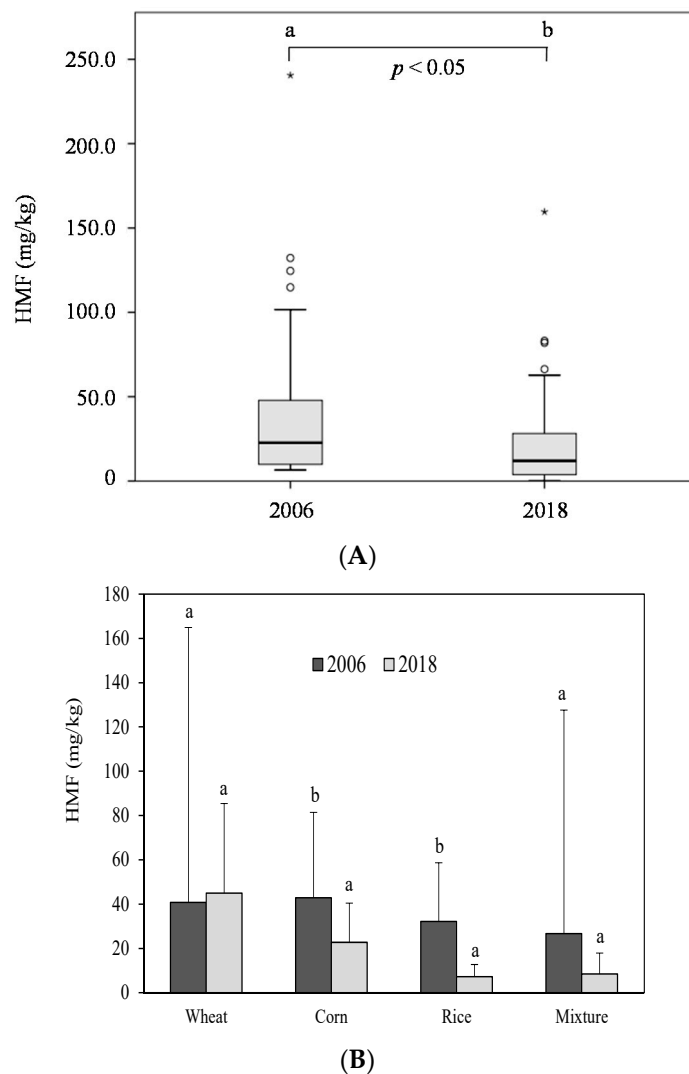 a b
p < 0.05
250.0
200.0
150.0
100.0
50.0
0
HMF (mg/kg)
2006 2018
(A)
180
160
140
120
100
80
60
40
20
0
HMF (mg/kg)
2006 2018
a a b a b a a a
Wheat Corn Rice Mixture
(B)